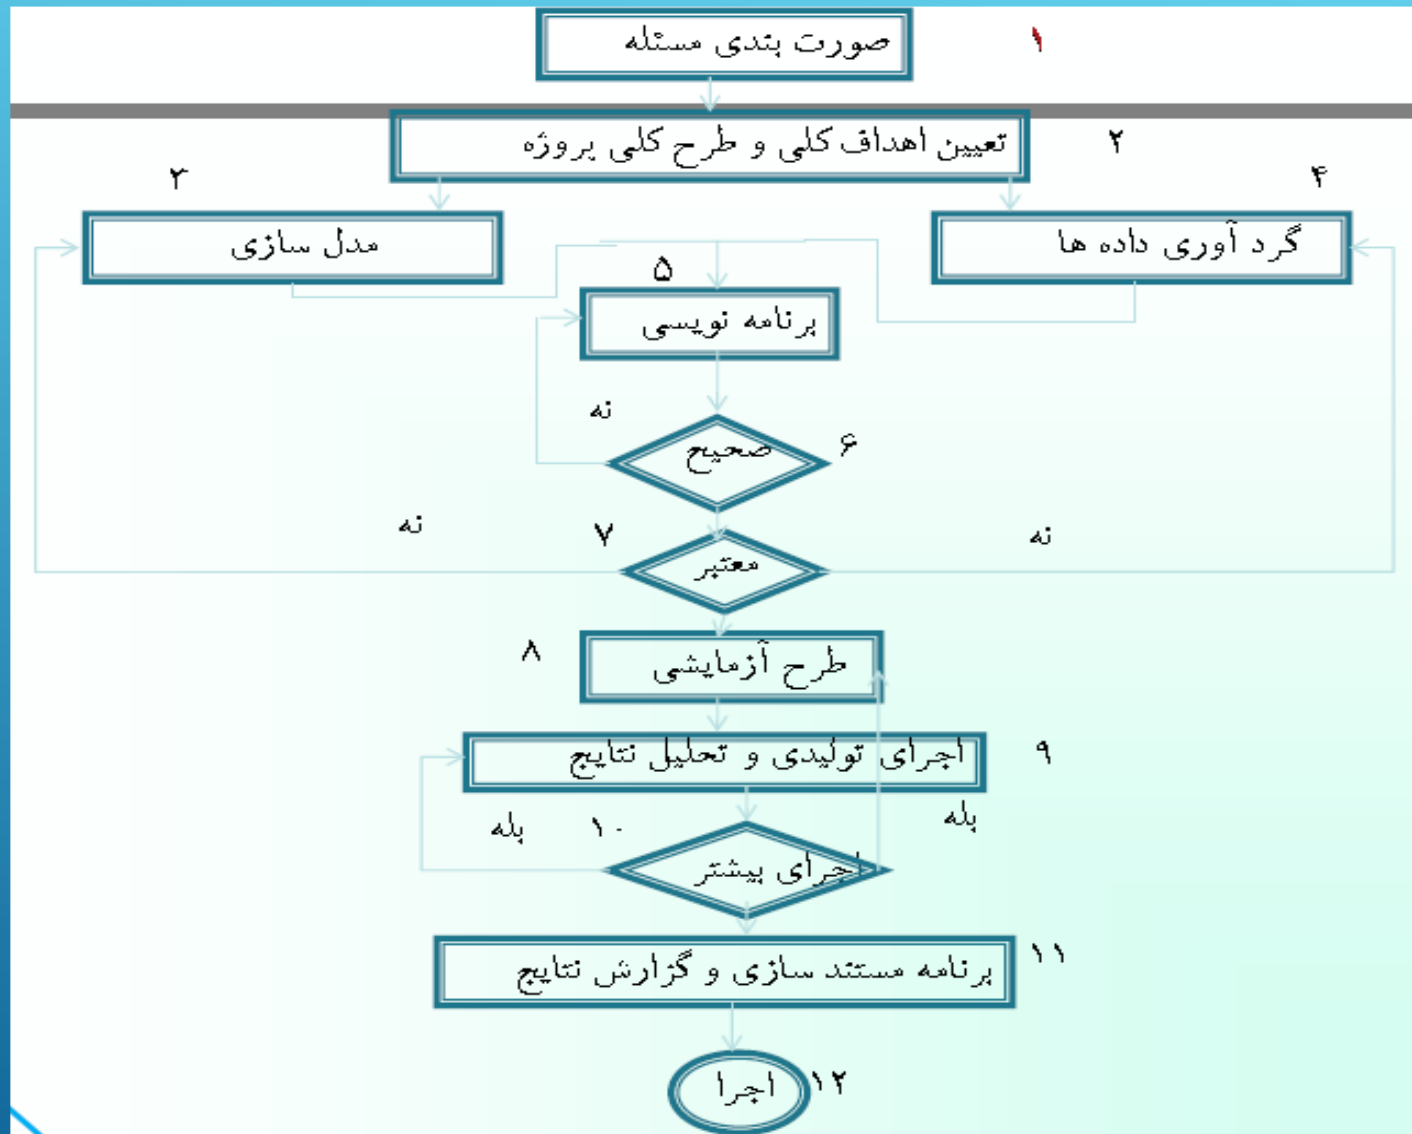 صورت بندی مسئله
۱
تعیین اهداف کلی و طرح کلی پروژه
۲
۳
۴
مدل سازی
گرد آوری داده ها
۵
برنامه نویسی
نه
صحیح
۶
نه
۷
نه
معتبر
۸
طرح آزمایشی
اجرای تولیدی و تحلیل نتایج
۹
بله
۱۰
بله
اجرای بیشتر
برنامه مستند سازی و گزارش نتایج
۱۱
اجرا
۱۲